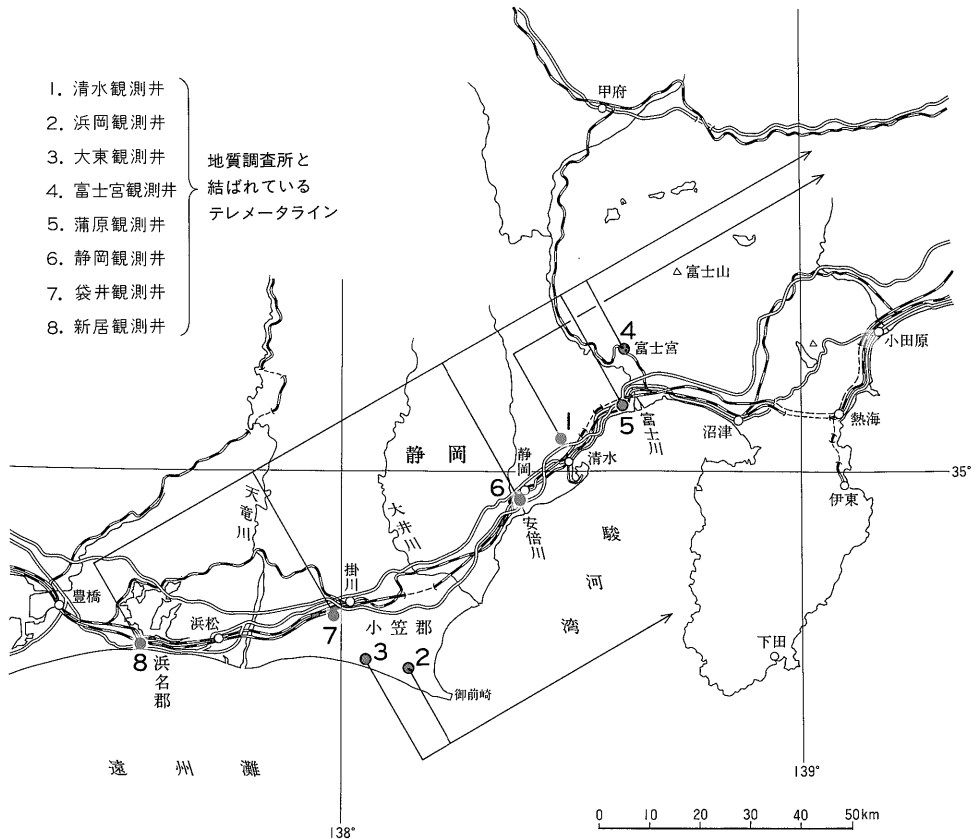 1. 清水観測井
2. 浜岡観測井
3. 大東観測井
4. 富士宮観測井
5. 蒲原観測井
6. 静岡観測井
7. 袋井観測井
8. 新居観測井
地質調査所と
結ばれている
テレメータライン
甲府
富士山
4
富士宮
小田原
富士川
5
沼津
熱海
1
清水
静岡
静岡
6
35°
伊東
天竜川
大井川
安倍川
駿河湾
豊橋
掛川
浜松
7
小笠郡
8
浜名郡
3
2
御前崎
下田
遠州灘
138°
139°
0 10 20 30 40 50km